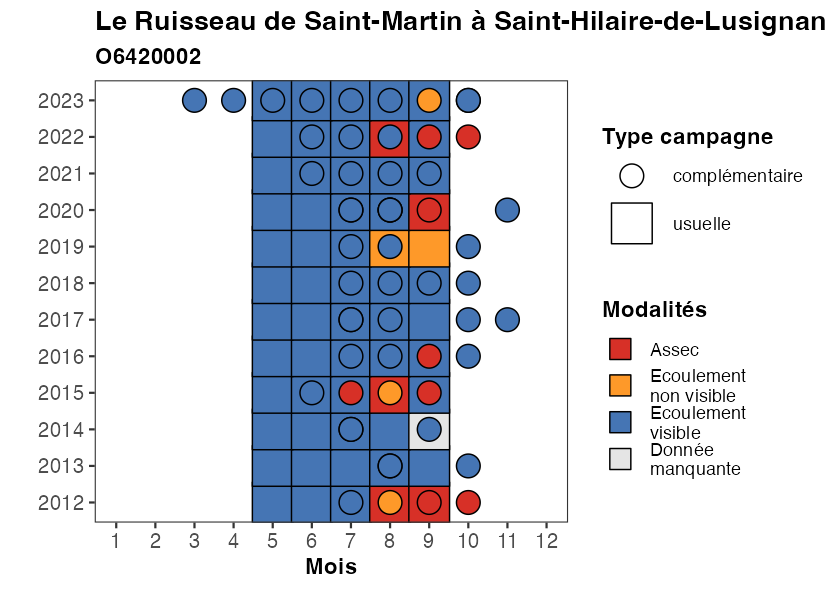 Le Ruisseau de Saint-Martin à Saint-Hilaire-de-Lusignan
O6420002
2023
2022
2021
2020
2019
2018
2017
2016
2015
2014
2013
2012
1 2 3 4 5 6 7 8 9 10 11 12
Mois
Type campagne
complémentaire
usuelle
Modalités
Assec
Ecoulement
non visible
Ecoulement
visible
Donnée
manquante